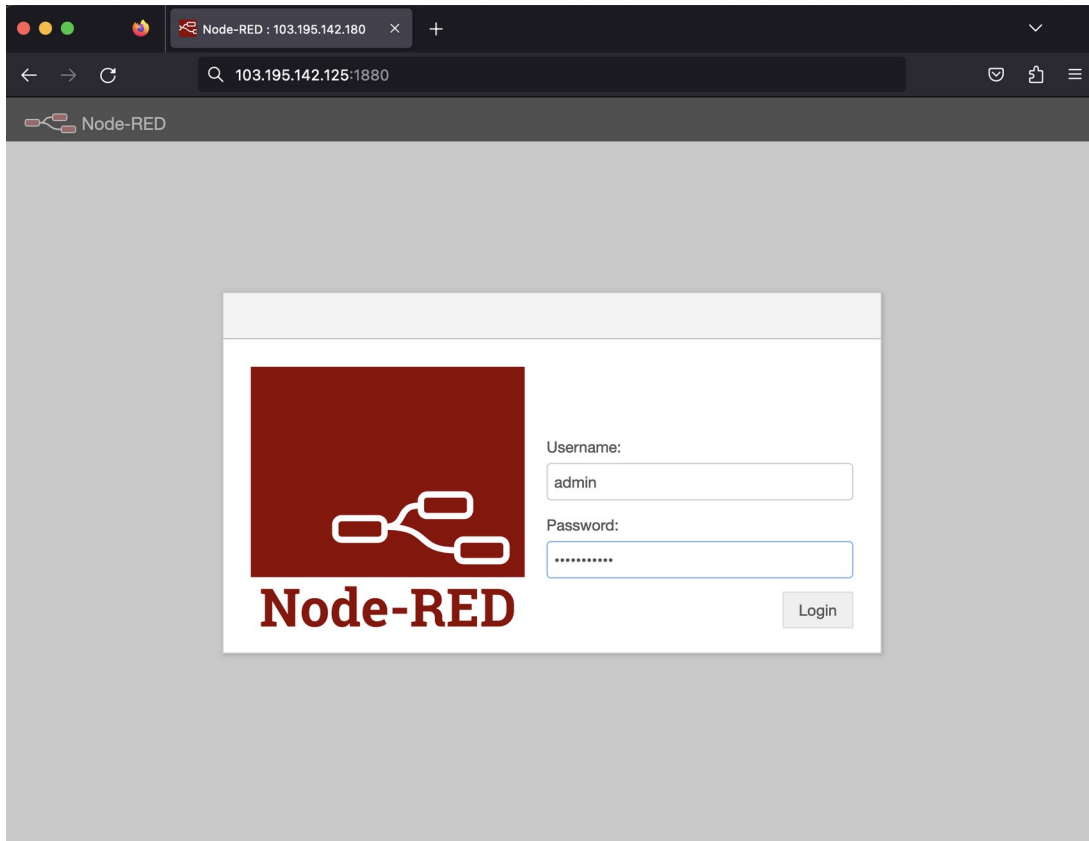 Node-RED : 103.195.142.180
103.195.142.125:1880
Node-RED
Username:
admin
Password:
•••••••••••
Node-RED
Login